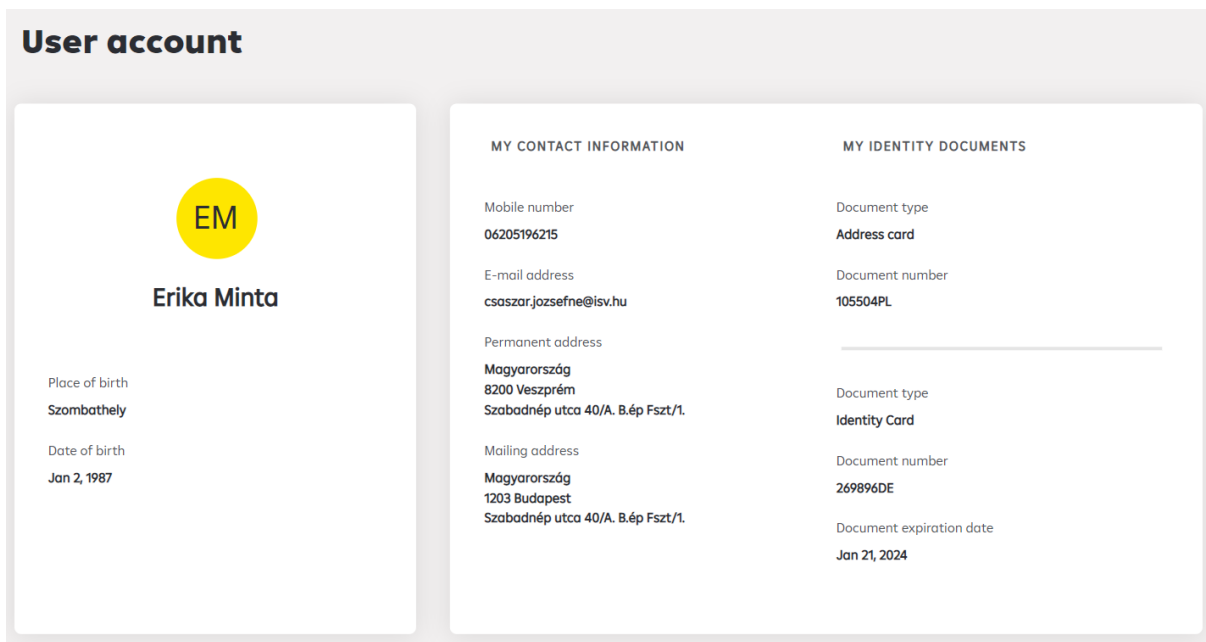 User account
EM
Erika Minta
Place of birth
Szombathely
Date of birth
Jan 2, 1987
MY CONTACT INFORMATION
Mobile number
06205196215
E-mail address
csaszar.jozsefne@isv.hu
Permanent address
Magyarország
8200 Veszprém
Szabadnép utca 40/A. B.ép Fszt/1.
Mailing address
Magyarország
1203 Budapest
Szabadnép utca 40/A. B.ép Fszt/1.
MY IDENTITY DOCUMENTS
Document type
Address card
Document number
105504PL
Document type
Identity Card
Document number
269896DE
Document expiration date
Jan 21, 2024